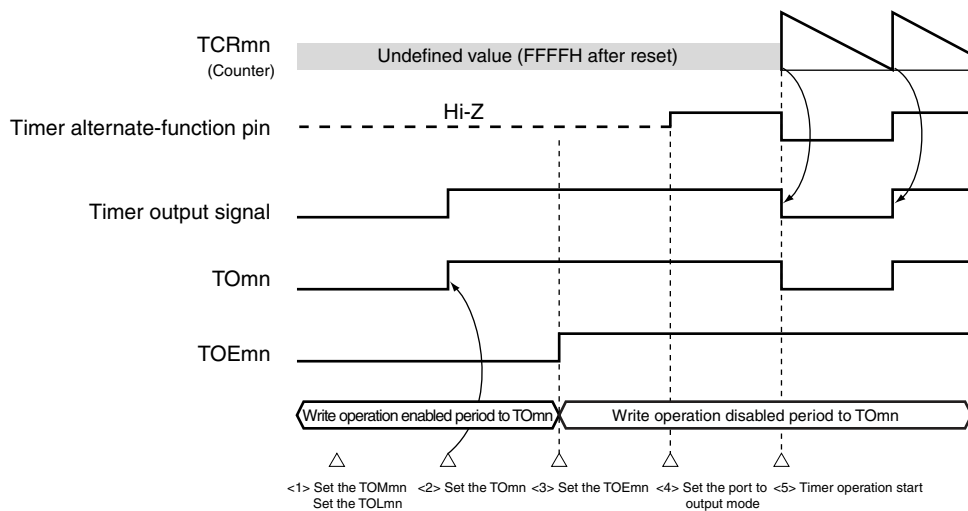 TCRmn
(Counter)
Undefined value (FFFFH after reset)
Hi-Z
Timer alternate-function pin
Timer output signal
TOmn
TOEmn
Write operation enabled period to TOmn
Write operation disabled period to TOmn
<1> Set the TOMmn
Set the TOLmn
<2> Set the TOmn
<3> Set the TOEmn
<4> Set the port to
output mode
<5> Timer operation start